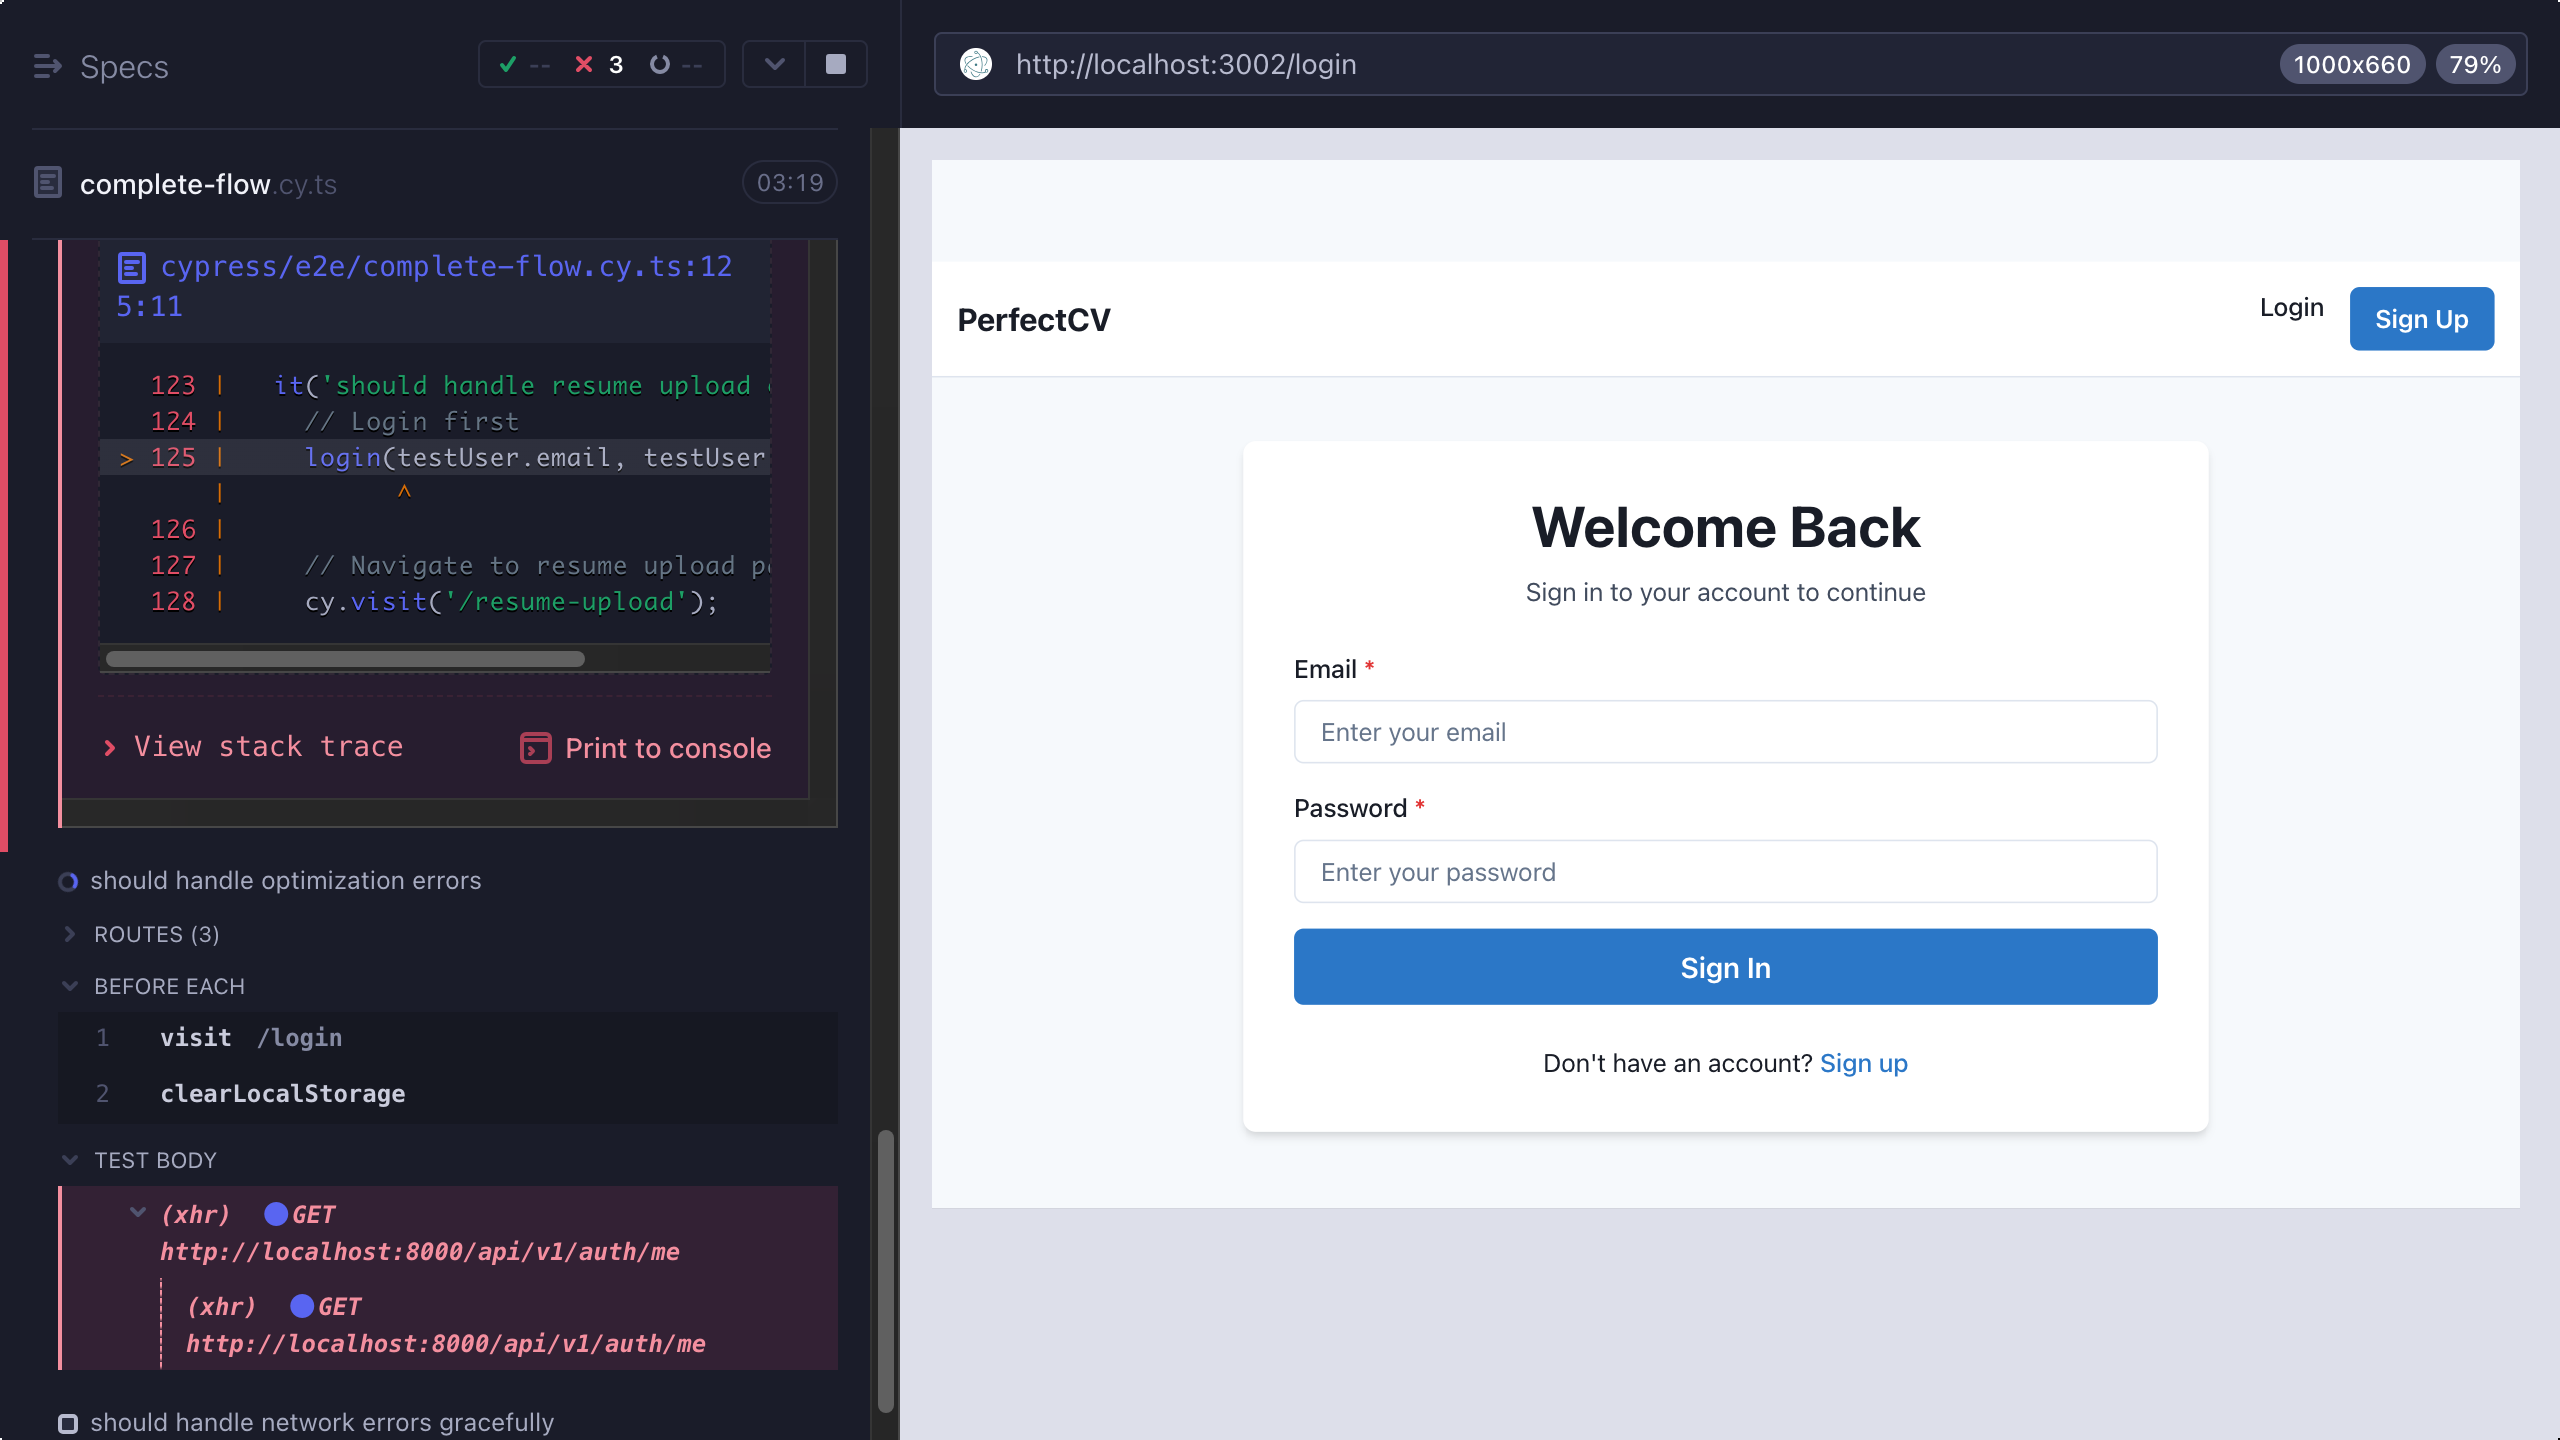 Specs
-- 3 --
http://localhost:3002/login
1000x660
79%
complete-flow.cy.ts
03:19
cypress/e2e/complete-flow.cy.ts:12
5:11
123 | it('should handle resume upload
124 | // Login first
> 125 | login(testUser.email, testUser
| ^
126 |
127 | // Navigate to resume upload
128 | cy.visit('/resume-upload');
View stack trace
Print to console
should handle optimization errors
ROUTES (3)
BEFORE EACH
1 visit /login
2 clearLocalStorage
TEST BODY
(xhr) GET
http://localhost:8000/api/v1/auth/me
(xhr) GET
http://localhost:8000/api/v1/auth/me
should handle network errors gracefully
PerfectCV
Login
Sign Up
Welcome Back
Sign in to your account to continue
Email *
Enter your email
Password *
Enter your password
Sign In
Don't have an account? Sign up